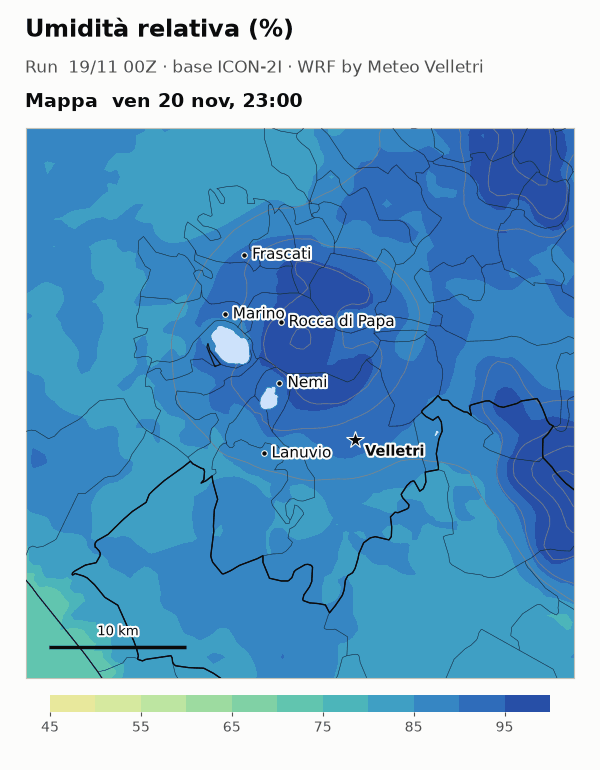 Umidità relativa (%)
Run  19/11 00Z · base ICON-2I · WRF by Meteo Velletri
Mappa  ven 20 nov, 23:00
Frascati
Marino
Rocca di Papa
Nemi
Velletri
Lanuvio
10 km
45 55 65 75 85 95